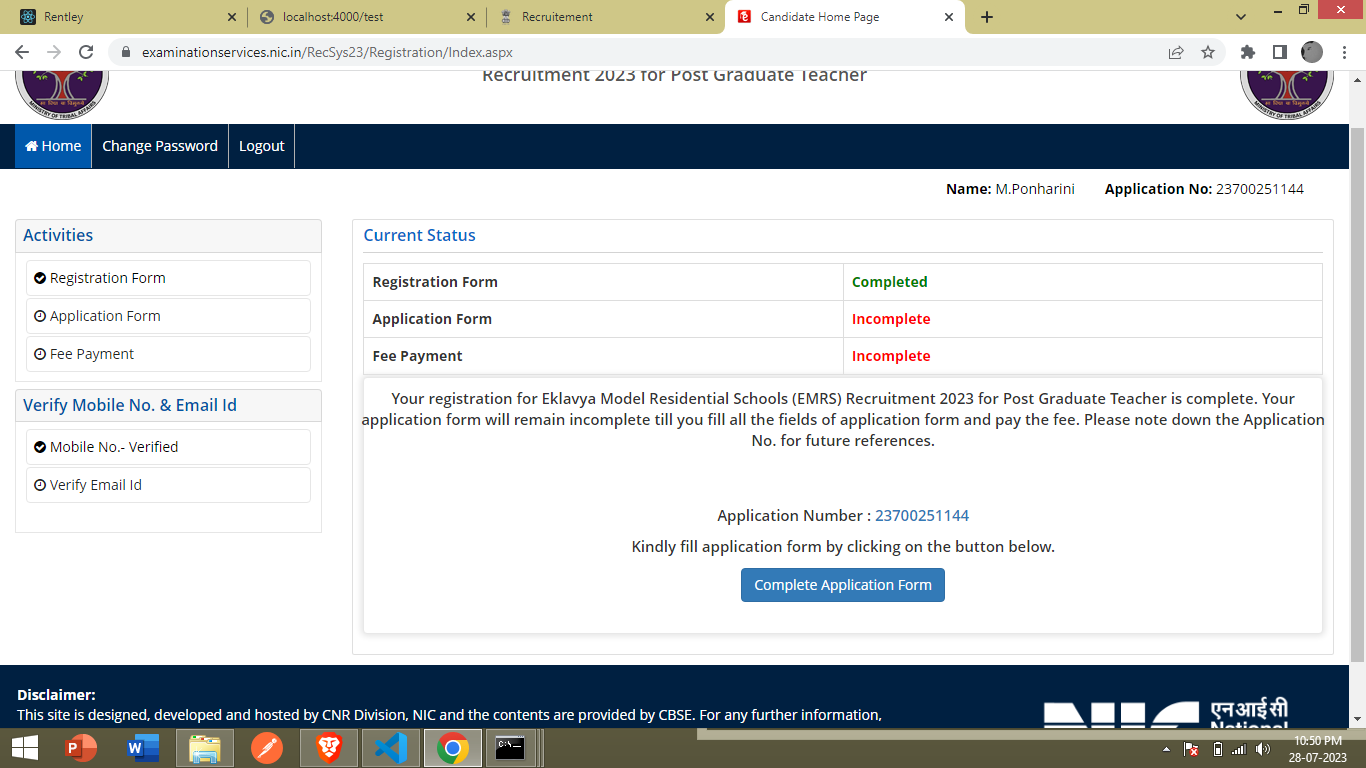 Rentley
localhost:4000/test
Recruitement
Candidate Home Page
examinationservices.nic.in/RecSys23/Registration/Index.aspx
Recruitment 2023 for Post Graduate Teacher
MINISTRY OF TRIBAL AFFAIRS
MINISTRY OF TRIBAL AFFAIRS
Home Change Password Logout
Name: M.Ponharini Application No: 23700251144
Activities
Registration Form
Application Form
Fee Payment
Verify Mobile No. & Email Id
Mobile No.- Verified
Verify Email Id
Current Status
Registration Form Completed
Application Form Incomplete
Fee Payment Incomplete
Your registration for Eklavya Model Residential Schools (EMRS) Recruitment 2023 for Post Graduate Teacher is complete. Your
application form will remain incomplete till you fill all the fields of application form and pay the fee. Please note down the Application
No. for future references.
Application Number : 23700251144
Kindly fill application form by clicking on the button below.
Complete Application Form
Disclaimer:
This site is designed, developed and hosted by CNR Division, NIC and the contents are provided by CBSE. For any further information,
NIC
एन आई सी
National
10:50 PM
28-07-2023